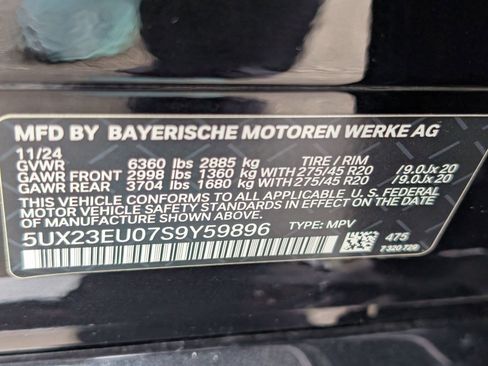 MFD BY BAYERISCHE MOTOREN WERKE AG
11/24
GVWR 6360 lbs 2885 kg TIRE / RIM
GAWR FRONT 2998 lbs 1360 kg WITH 275/45 R20 /9.0Jx20
GAWR REAR 3704 lbs 1680 kg WITH 275/45 R20 /9.0Jx20
THIS VEHICLE CONFORMS TO ALL APPLICABLE U.S. FEDERAL
MOTOR VEHICLE SAFETY STANDARDS IN EFFECT ON THE DATE
OF MANUFACTURE SHOWN ABOVE.
5UX23EU07S9Y59896 TYPE: MPV
475
7 320 720